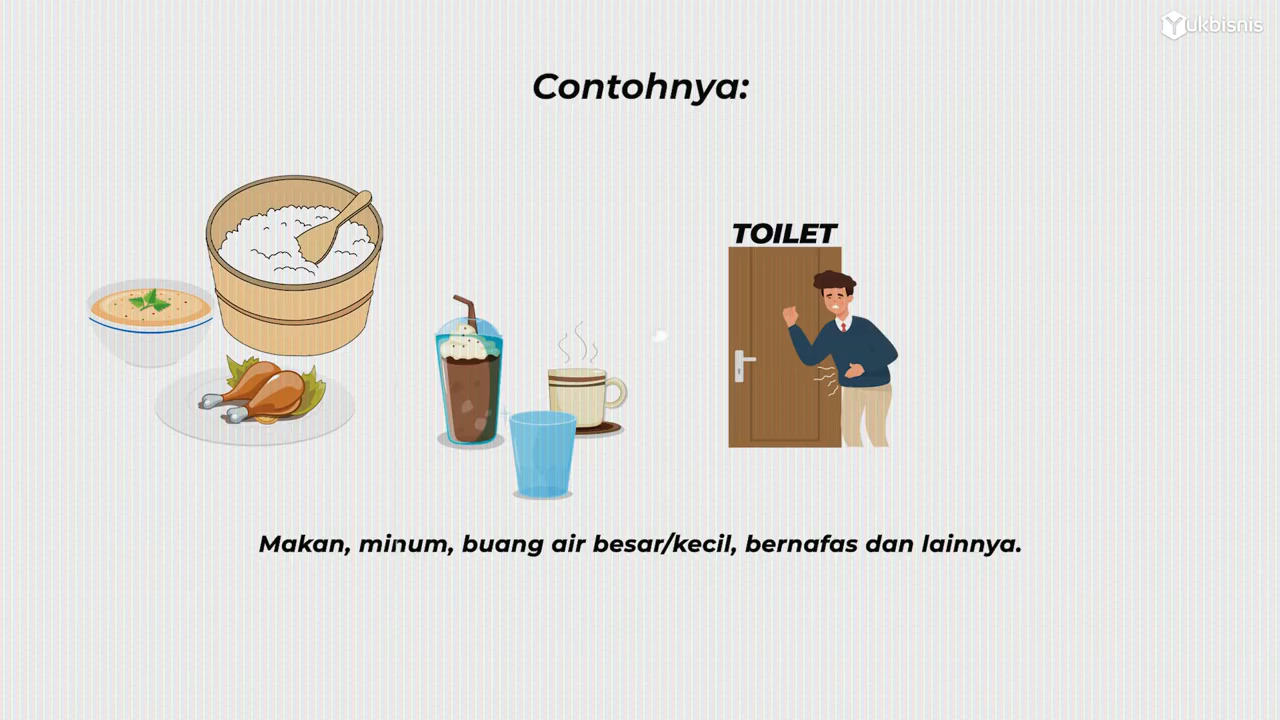 Yukbisnis
Contohnya:
TOILET
Makan, minum, buang air besar/kecil, bernafas dan lainnya.